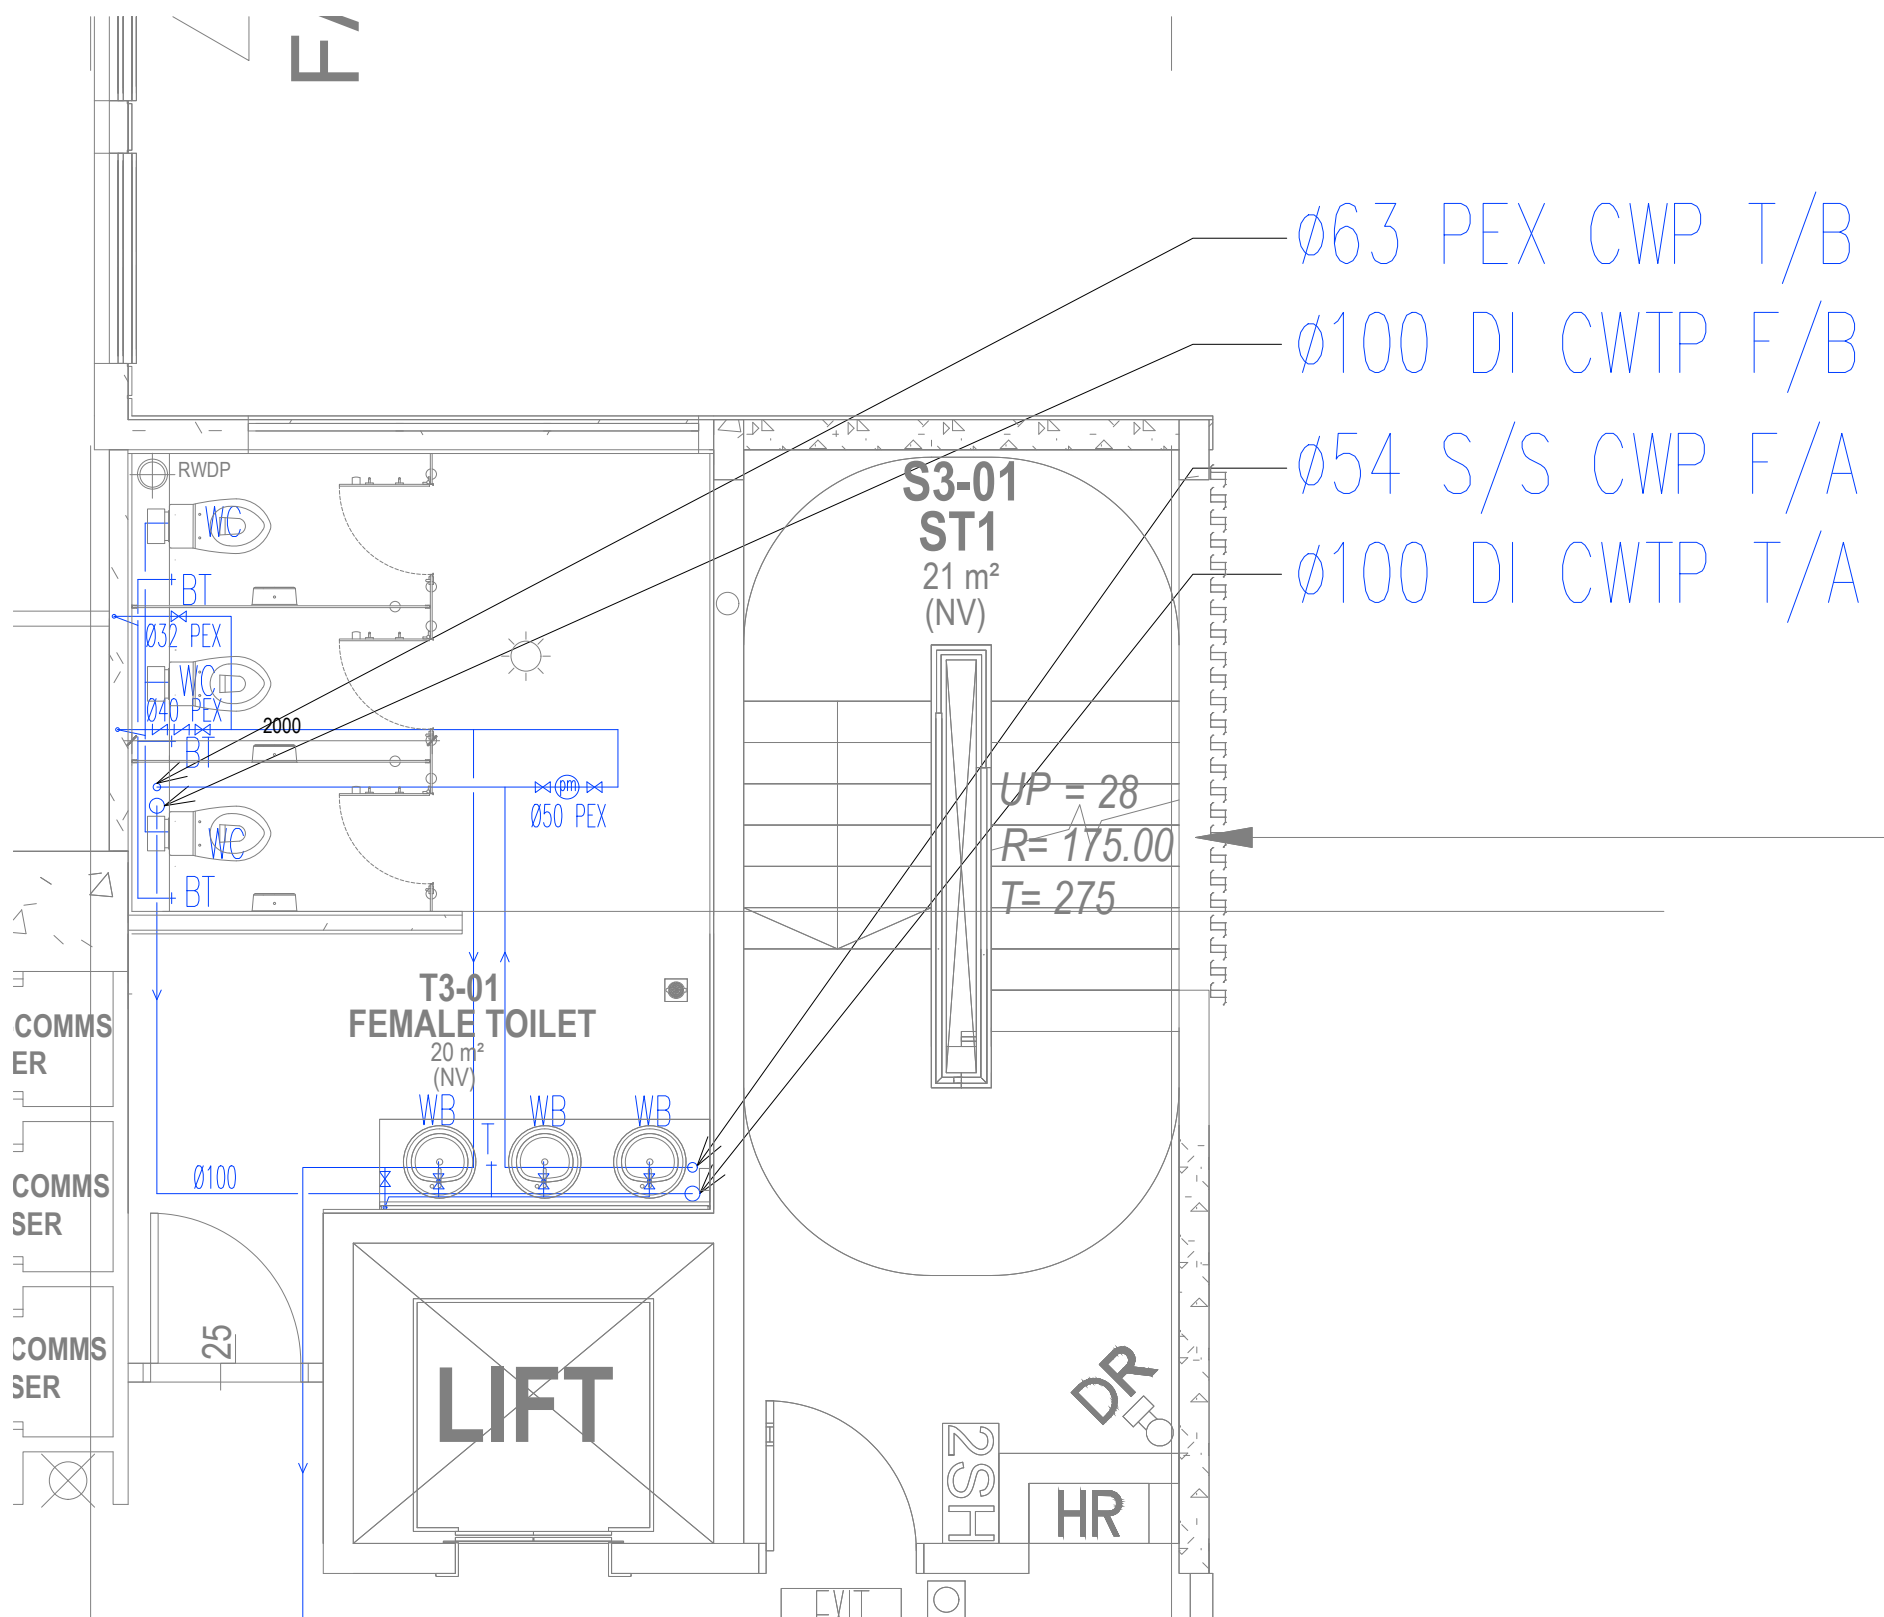 F
ø63 PEX CWP T/B
ø100 DI CWTP F/B
ø54 S/S CWP F/A
ø100 DI CWTP T/A
RWDP
WC
BT
Ø32 PEX
WC
Ø40 PEX
2000
BT
WC
BT
pm
Ø50 PEX
S3-01
ST1
21 m²
(NV)
UP = 28
R= 175.00
T= 275
T3-01
FEMALE TOILET
20 m²
(NV)
WB
T
WB
WB
Ø100
COMMS
ER
COMMS
SER
COMMS
SER
25
LIFT
DR
2SH
HR
EXIT